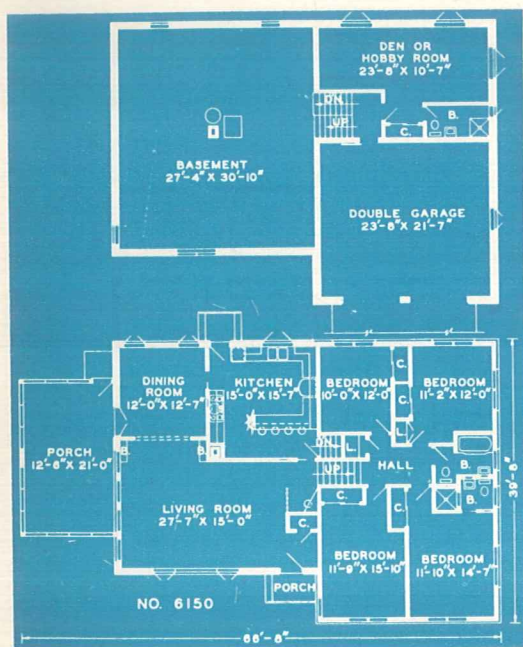 DEN OR
HOBBY ROOM
23'-8" X 10'-7"
DN.
UP
C.
B.
BASEMENT
27'-4" X 30'-10"
DOUBLE GARAGE
23'-8" X 21'-7"
DINING
ROOM
12'-0" X 12'-7"
KITCHEN
15'-0" X 15'-7"
BEDROOM
10'-0" X 12'-0"
C.
C.
BEDROOM
11'-2" X 12'-0"
L.
PORCH
12'-8" X 21'-0"
B.
B.
DN.
L.
UP
HALL
B.
LIVING ROOM
27'-7" X 15'-0"
C.
C.
C.
B.
BEDROOM
11'-9" X 15'-10"
BEDROOM
11'-10" X 14'-7"
PORCH
NO. 6150
39'-8"
68'-8"